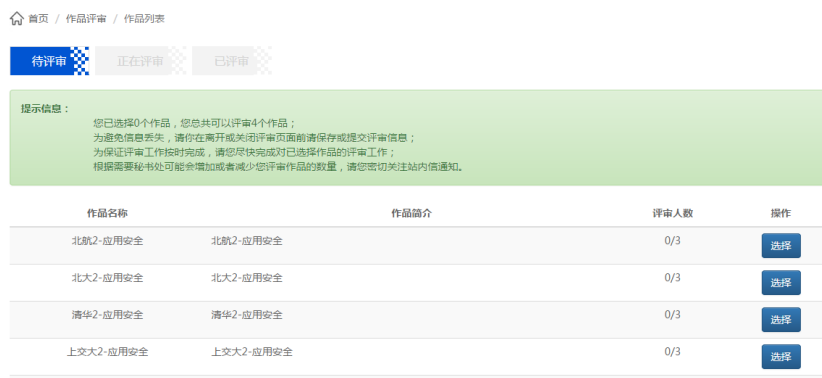 首页 / 作品评审 / 作品列表
待评审 正在评审 已评审
提示信息：
您已选择0个作品，您总共可以评审4个作品；
为避免信息丢失，请你在离开或关闭评审页面前请保存或提交评审信息；
为保证评审工作按时完成，请您尽快完成对已选择作品的评审工作；
根据需要秘书处可能会增加或者减少您评审作品的数量，请您密切关注站内信通知。
作品名称 作品简介 评审人数 操作
北航2-应用安全 北航2-应用安全 0/3 选择
北大2-应用安全 北大2-应用安全 0/3 选择
清华2-应用安全 清华2-应用安全 0/3 选择
上交大2-应用安全 上交大2-应用安全 0/3 选择